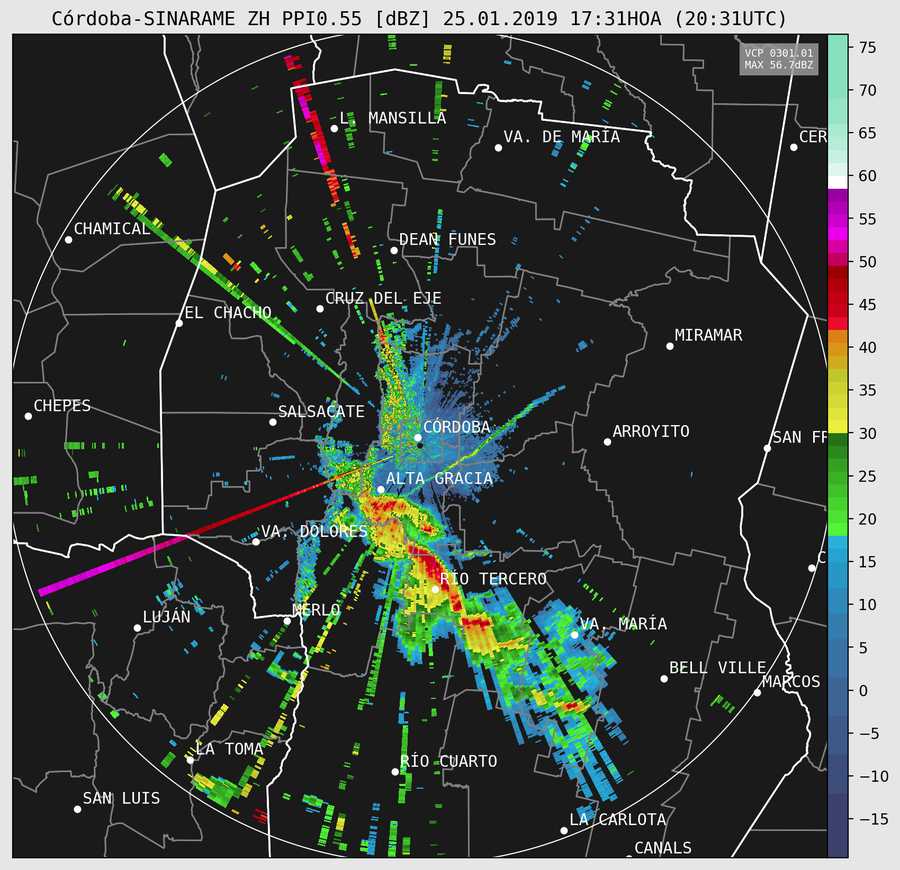 Córdoba-SINARAME ZH PPI0.55 [dBZ] 25.01.2019 17:31HOA (20:31UTC)
VCP 0301.01
MAX 56.7dBZ
75
70
65
60
55
50
45
40
35
30
25
20
15
10
5
0
−5
−10
−15
L. MANSILLA
VA. DE MARÍA
CER
CHAMICAL
DEAN FUNES
CRUZ DEL EJE
EL CHACHO
MIRAMAR
CHEPES
SALSACATE
CÓRDOBA
ARROYITO
SAN FR
ALTA GRACIA
VA. DOLORES
C
RÍO TERCERO
LUJÁN
MERLO
VA. MARÍA
BELL VILLE
MARCOS
LA TOMA
RÍO CUARTO
SAN LUIS
LA CARLOTA
CANALS